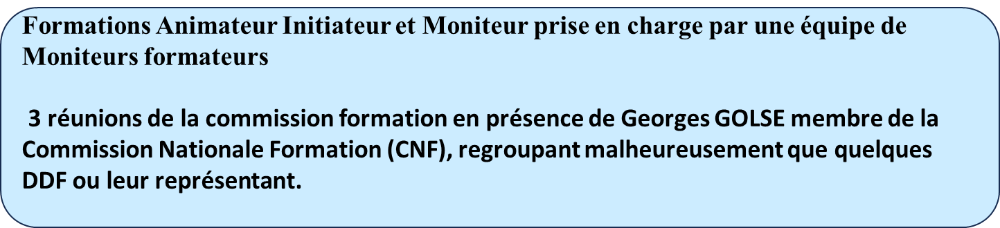 Formations Animateur Initiateur et Moniteur prise en charge par une équipe de
Moniteurs formateurs
3 réunions de la commission formation en présence de Georges GOLSE membre de la
Commission Nationale Formation (CNF), regroupant malheureusement que quelques
DDF ou leur représentant.